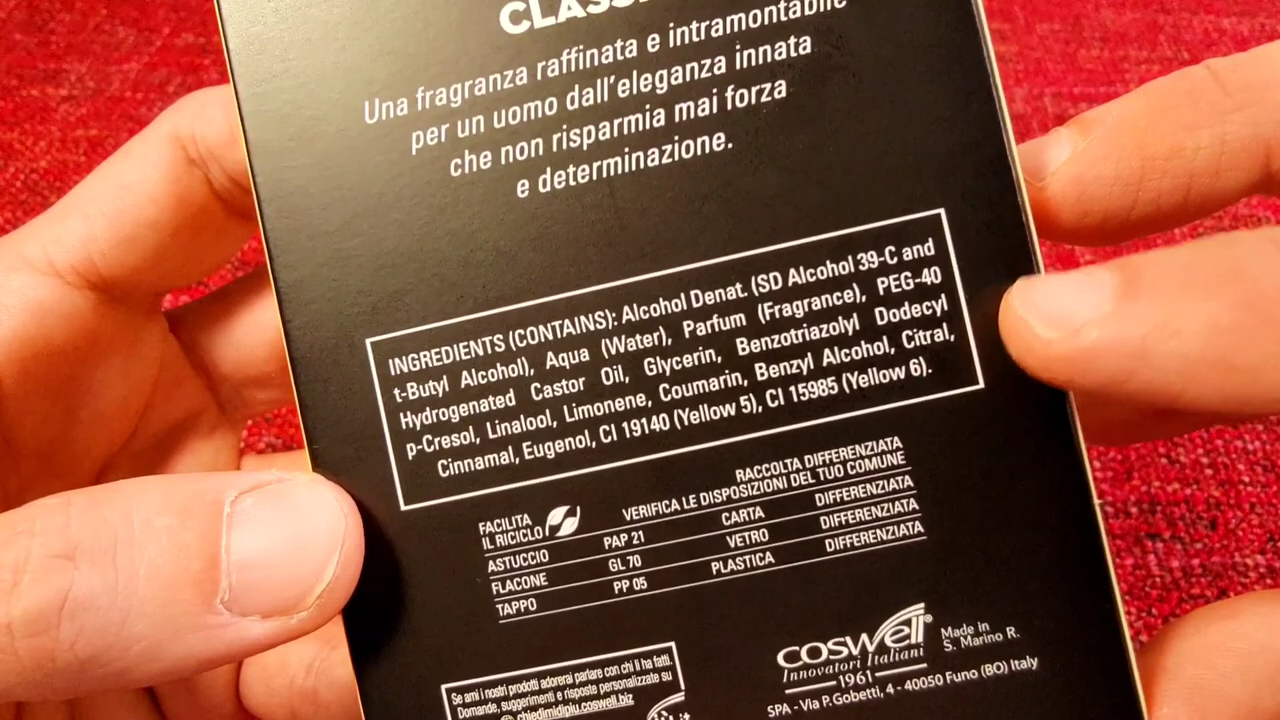 Una fragranza raffinata e intramontabile
per un uomo dall'eleganza innata
che non risparmia mai forza
e determinazione.
INGREDIENTS (CONTAINS): Alcohol Denat. (SD Alcohol 39-C and
t-Butyl Alcohol), Aqua (Water), Parfum (Fragrance), PEG-40
Hydrogenated Castor Oil, Glycerin, Benzotriazolyl Dodecyl
p-Cresol, Linalool, Limonene, Coumarin, Benzyl Alcohol, Citral,
Cinnamal, Eugenol, CI 19140 (Yellow 5), CI 15985 (Yellow 6).
FACILITA
IL RICICLO
RACCOLTA DIFFERENZIATA
VERIFICA LE DISPOSIZIONI DEL TUO COMUNE
ASTUCCIO PAP 21 CARTA DIFFERENZIATA
FLACONE GL 70 VETRO DIFFERENZIATA
TAPPO PP 05 PLASTICA DIFFERENZIATA
Se ami i nostri prodotti adorerai parlare con chi li ha fatti.
Domande, suggerimenti e risposte personalizzate su
chiedimidipiu.coswell.biz
coswell®
Innovatori Italiani
1961
Made in
S. Marino R.
SPA - Via P. Gobetti, 4 - 40050 Funo (BO) Italy